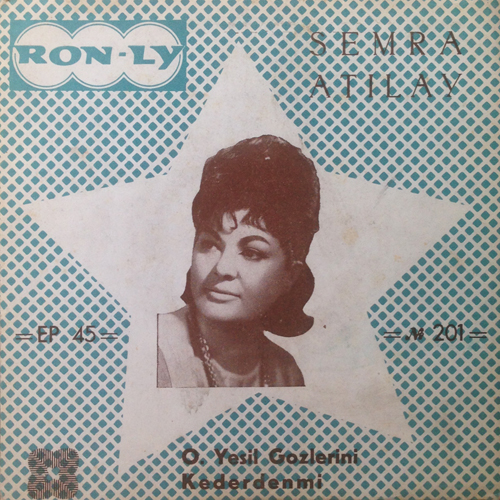 RON-LY
SEMRA
ATILAY
=EP 45=
=№ 201=
O. Yesil Gozlerini
Kederdenmi